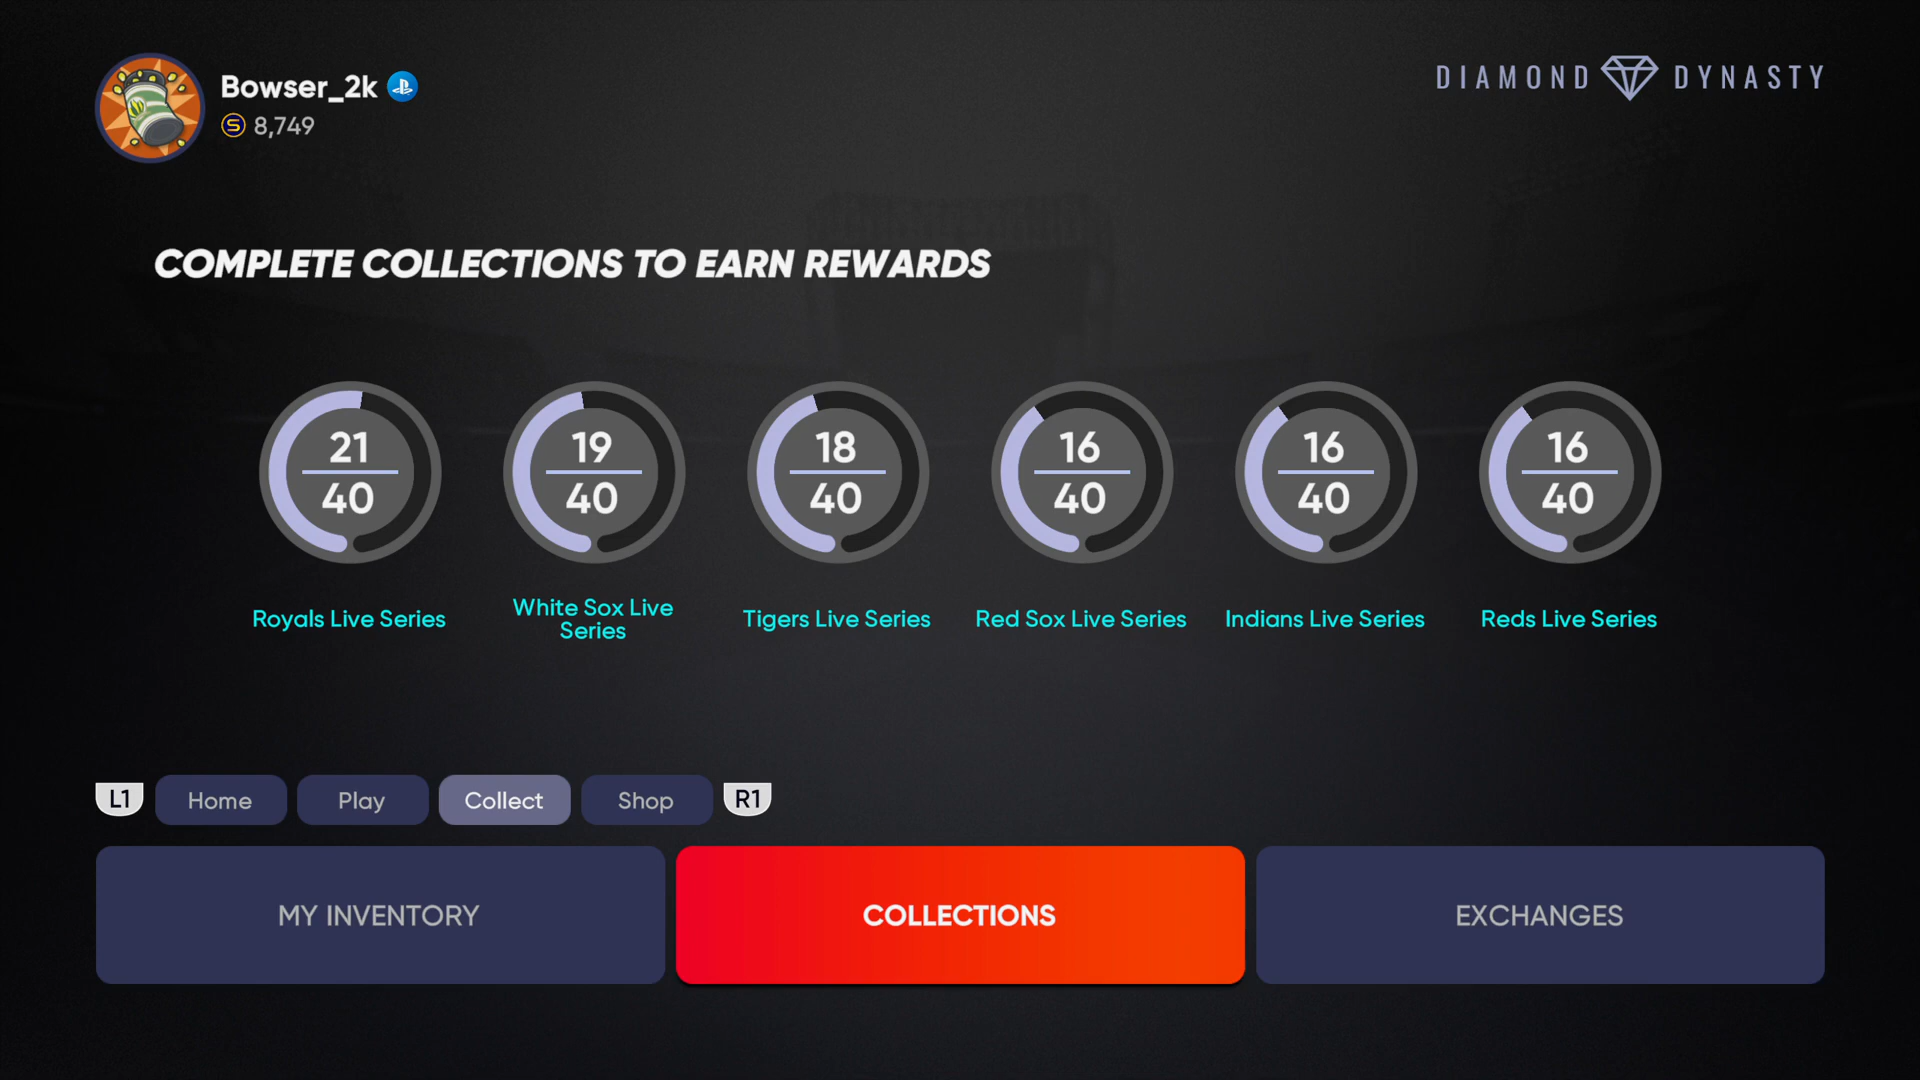 Bowser_2k
8,749
DIAMOND DYNASTY
COMPLETE COLLECTIONS TO EARN REWARDS
21
40
19
40
18
40
16
40
16
40
16
40
Royals Live Series
White Sox Live
Series
Tigers Live Series
Red Sox Live Series
Indians Live Series
Reds Live Series
L1 Home Play Collect Shop R1
MY INVENTORY
COLLECTIONS
EXCHANGES